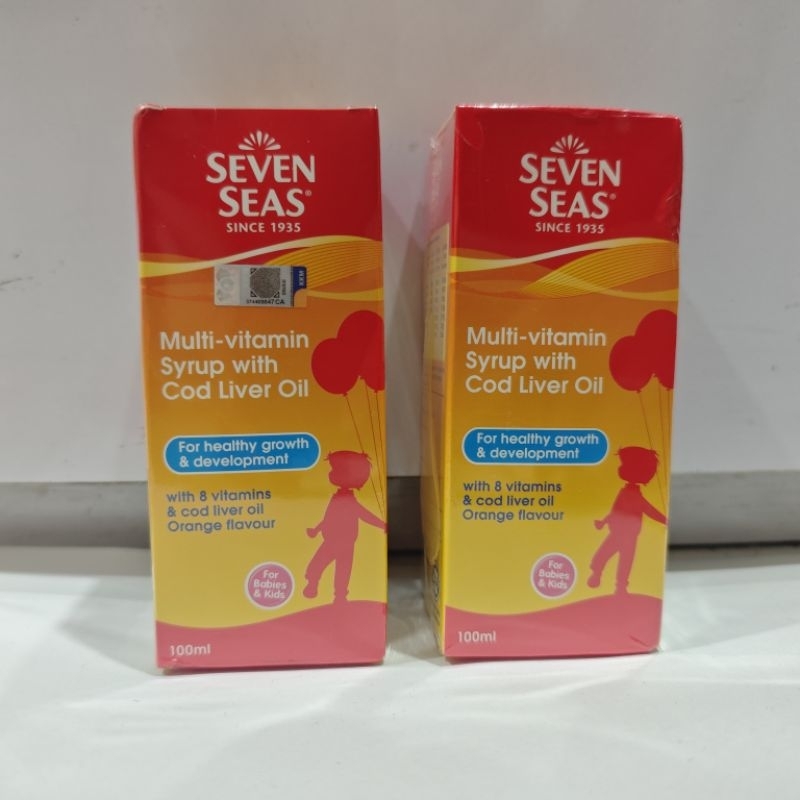 SEVEN
SEAS®
SINCE 1935
Multi-vitamin
Syrup with
Cod Liver Oil
For healthy growth
& development
with 8 vitamins
& cod liver oil
Orange flavour
For
Babies
& Kids
100ml
SEVEN
SEAS®
SINCE 1935
Multi-vitamin
Syrup with
Cod Liver Oil
For healthy growth
& development
with 8 vitamins
& cod liver oil
Orange flavour
For
Babies
& Kids
100ml